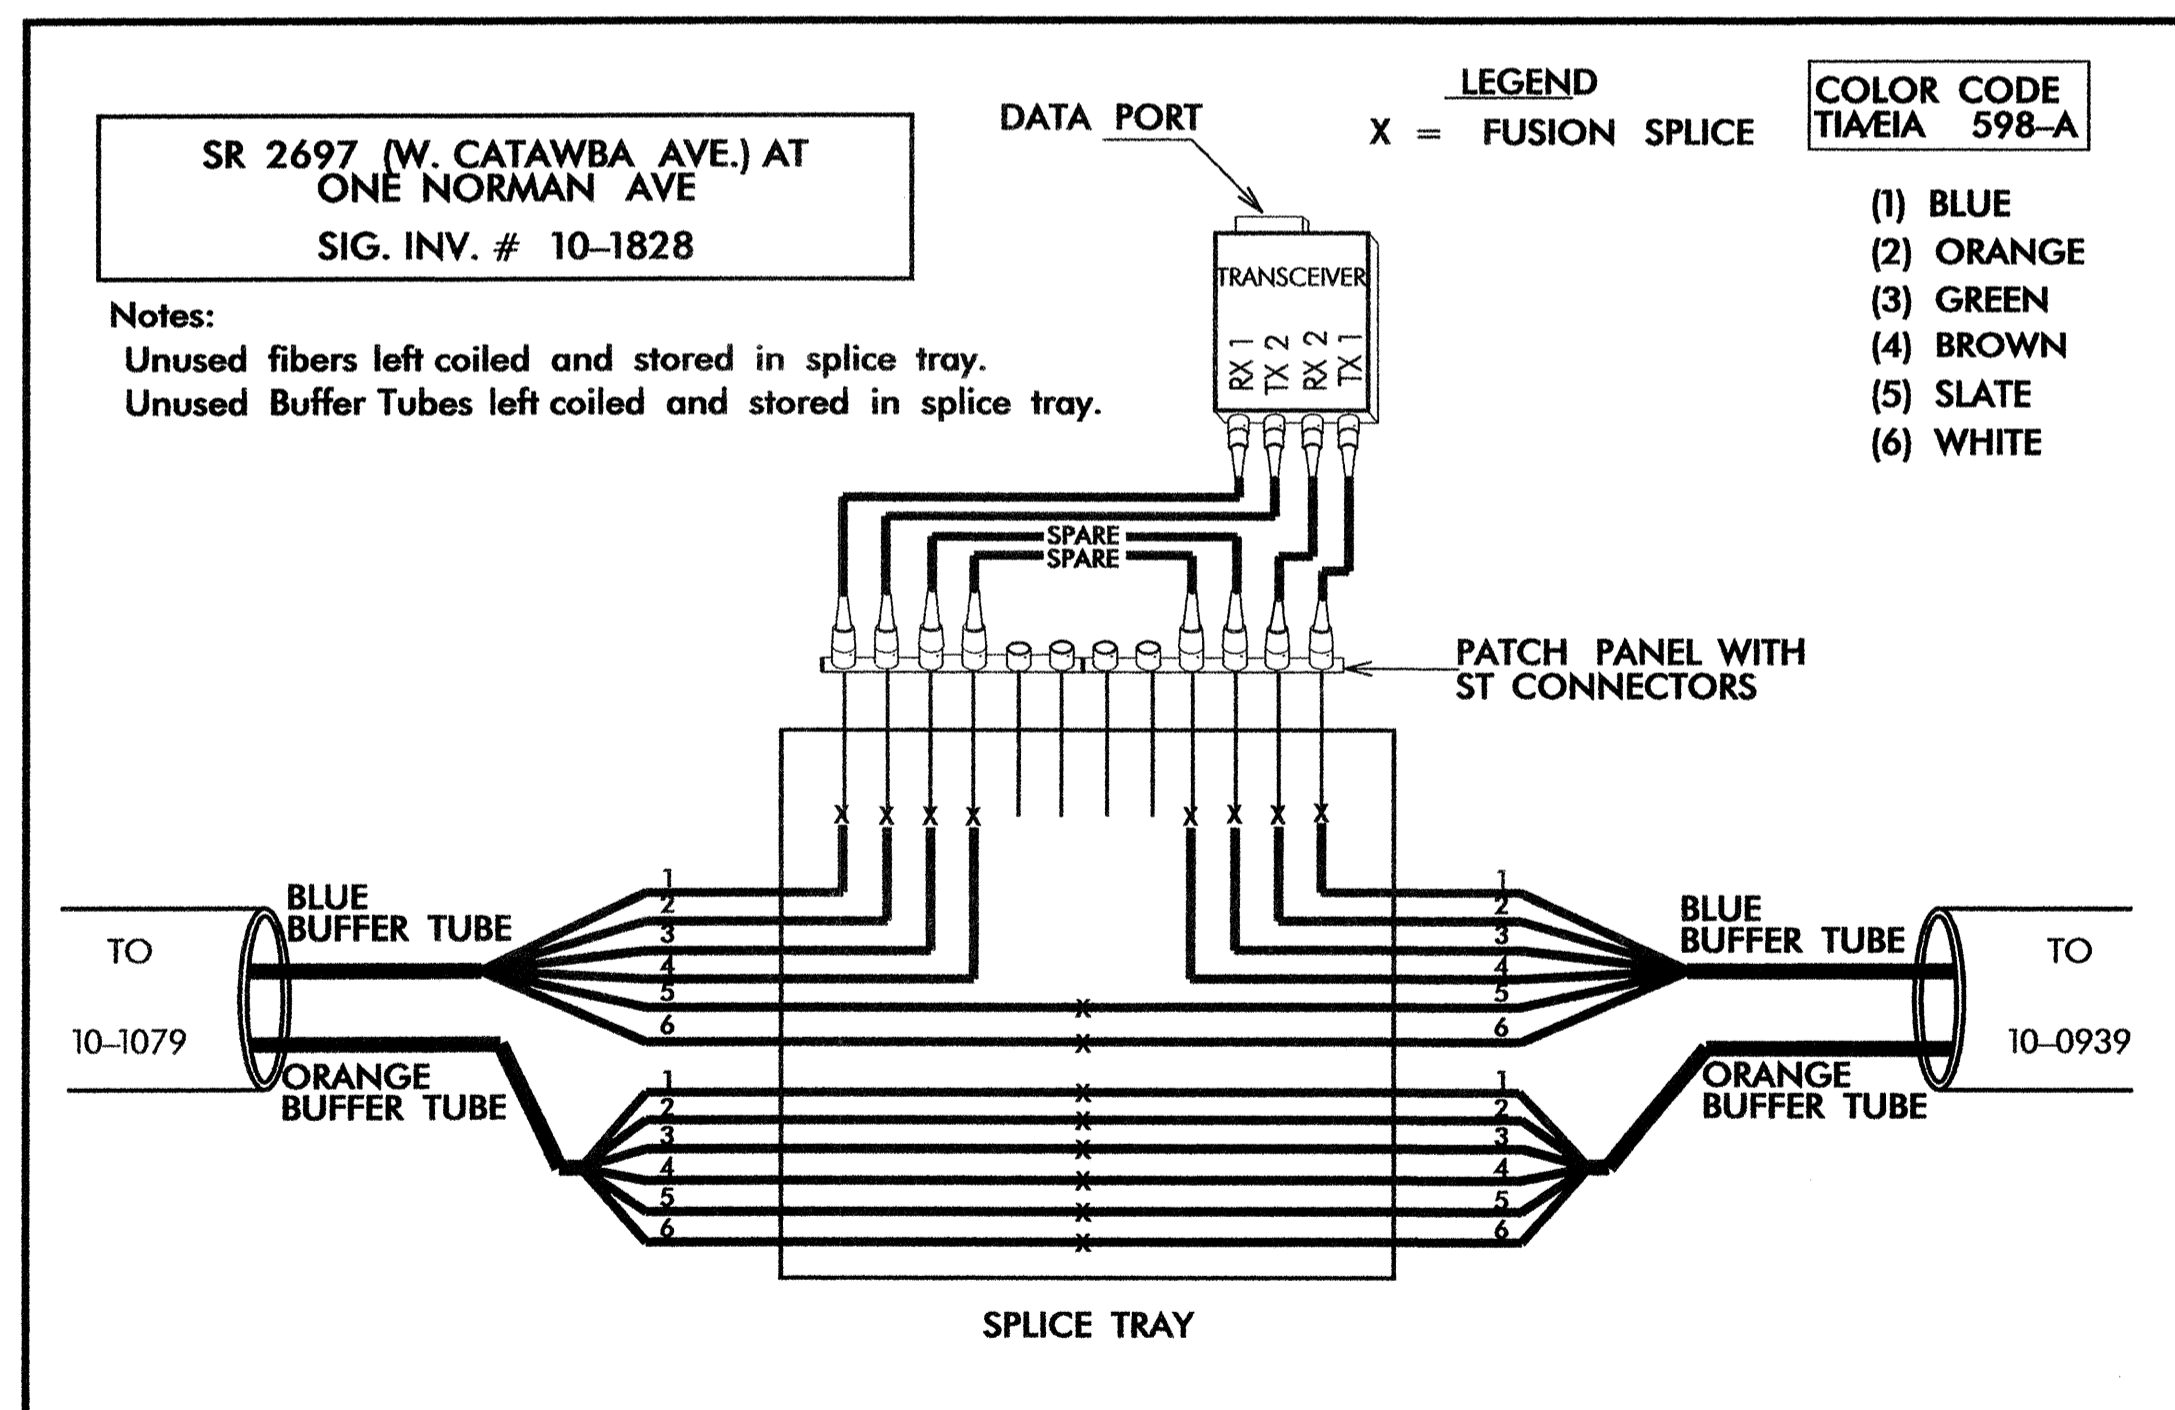 SR 2697 (W. CATAWBA AVE.) AT
ONE NORMAN AVE
SIG. INV. # 10-1828
Notes:
Unused fibers left coiled and stored in splice tray.
Unused Buffer Tubes left coiled and stored in splice tray.
DATA PORT
LEGEND
X = FUSION SPLICE
COLOR CODE
TIA/EIA 598-A
(1) BLUE
(2) ORANGE
(3) GREEN
(4) BROWN
(5) SLATE
(6) WHITE
TRANSCEIVER
RX 1
TX 2
RX 2
TX 1
SPARE
SPARE
PATCH PANEL WITH
ST CONNECTORS
X X X X X X X X
BLUE
BUFFER TUBE
TO
10-1079
ORANGE
BUFFER TUBE
1
2
3
4
5
6
1
2
3
4
5
6
X
X
X
X
X
X
X
X
1
2
3
4
5
6
1
2
3
4
5
6
BLUE
BUFFER TUBE
TO
10-0939
ORANGE
BUFFER TUBE
SPLICE TRAY